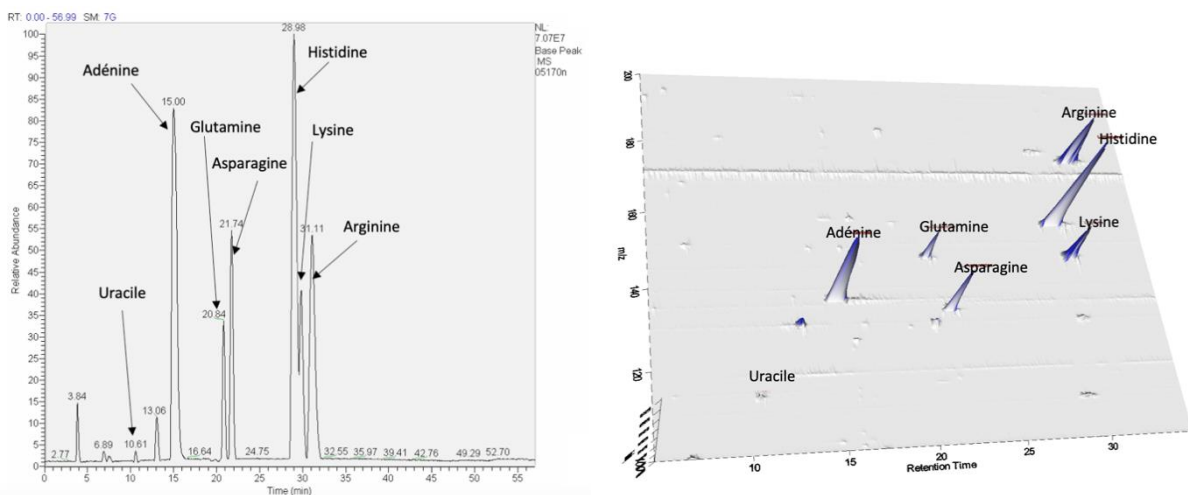 RT: 0.00 - 56.99 SM: 7G
NL:
7.07E7
Base Peak
MS
05170n
28.98
Histidine
Adénine
15.00
Glutamine
Lysine
Asparagine
21.74
31.11
Arginine
Uracile
20.84
3.84
13.06
6.89
10.61
2.77
16.64
24.75
32.55
35.97
39.41
42.76
49.29
52.70
Relative Abundance
100
95
90
85
80
75
70
65
60
55
50
45
40
35
30
25
20
15
10
5
0
0 5 10 15 20 25 30 35 40 45 50 55
Time (min)
200
180
160
140
120
100
m/z
Arginine
Histidine
Adénine
Glutamine
Lysine
Asparagine
Uracile
10 15 20 25 30
Retention Time